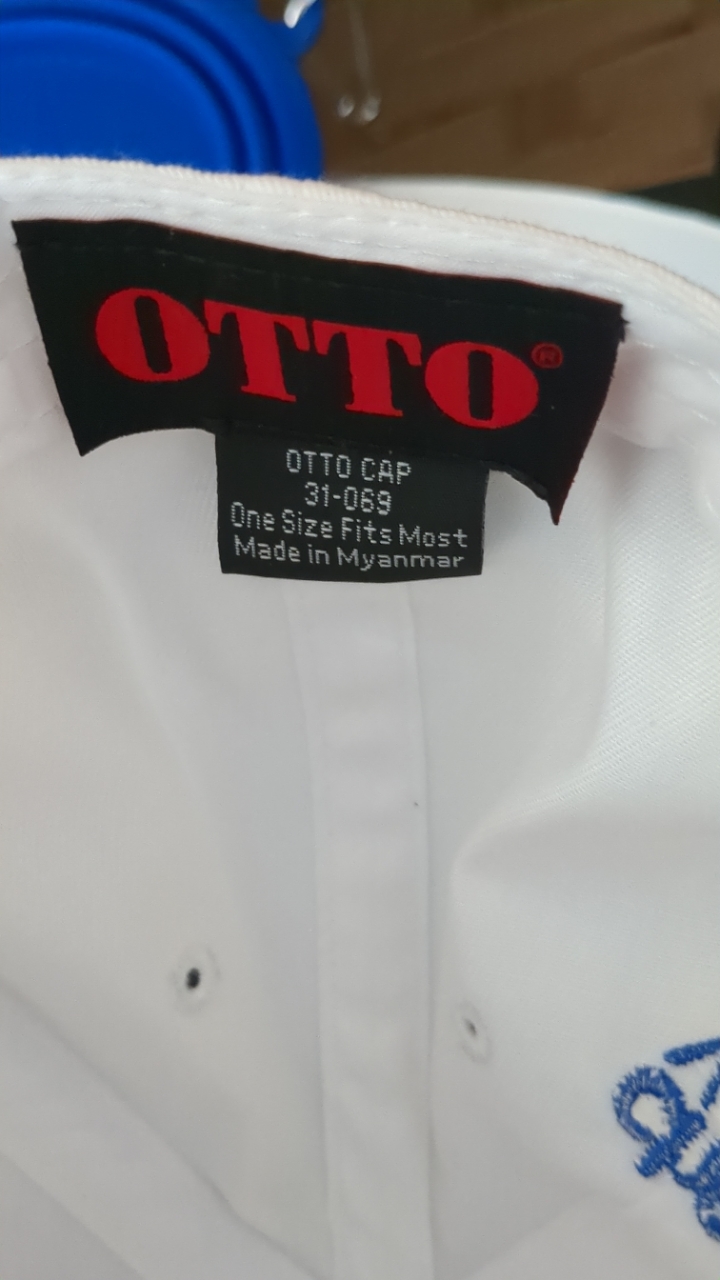 OTTO®
OTTO CAP
31-069
One Size Fits Most
Made in Myanmar